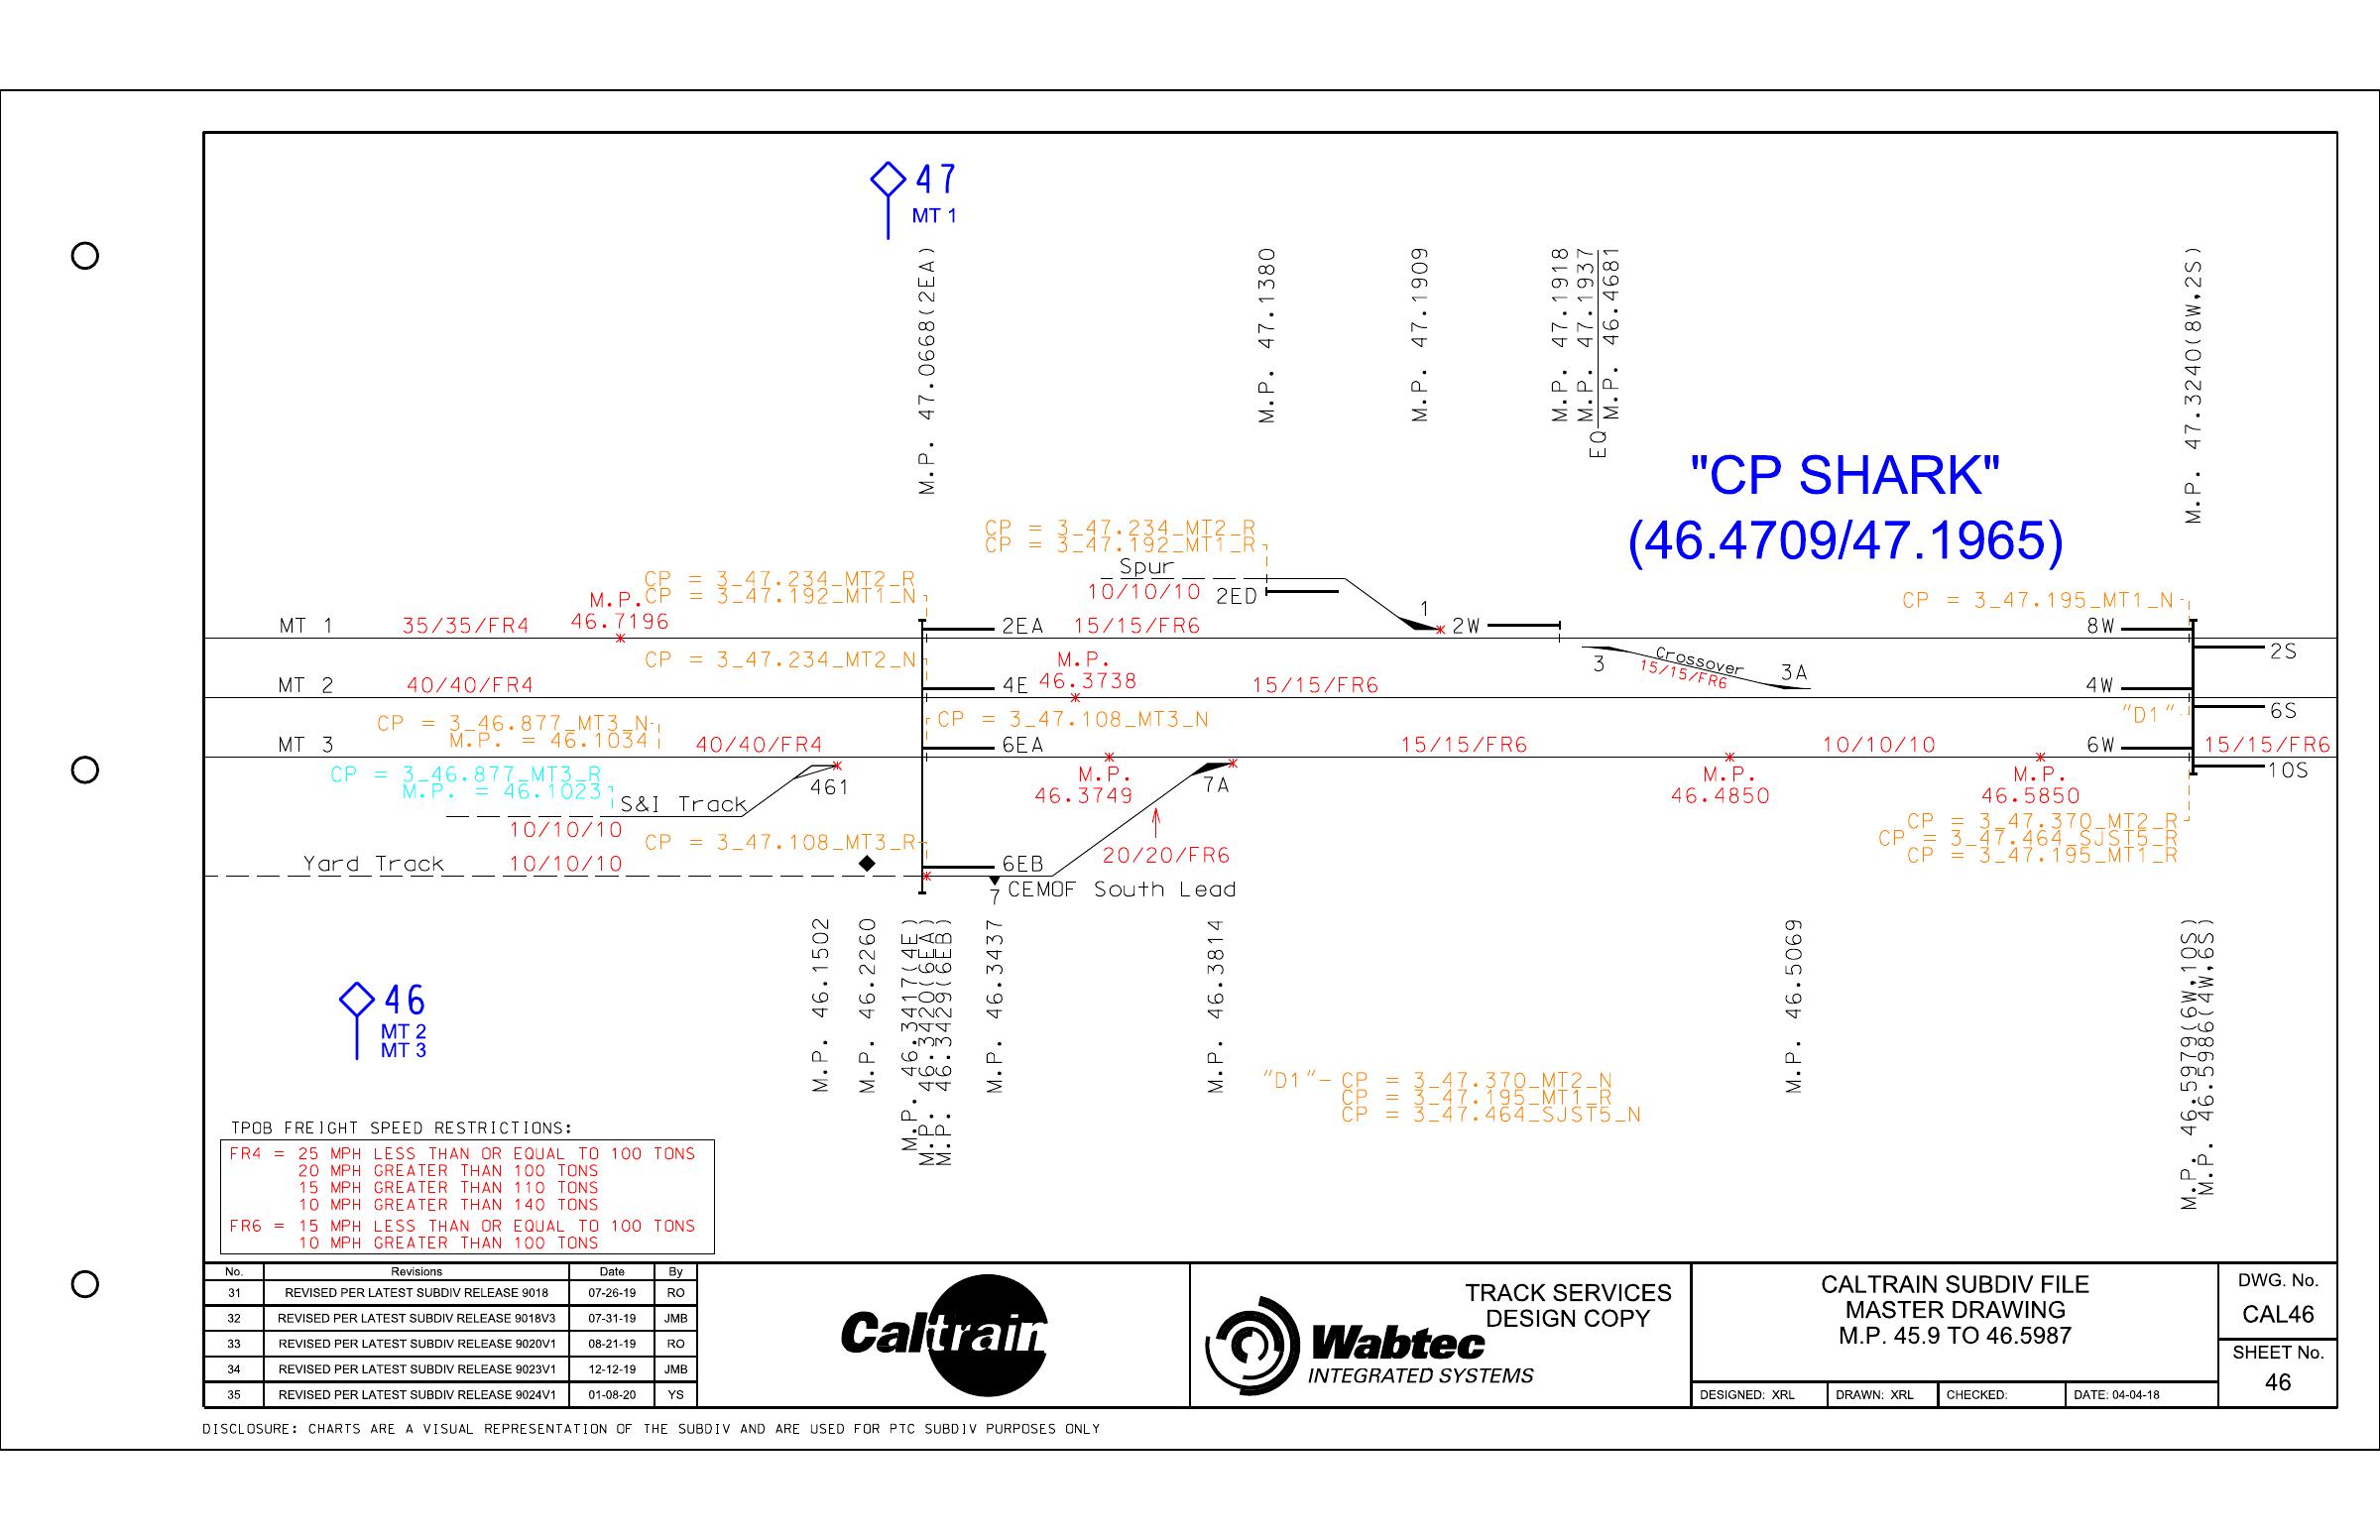 47
MT 1
M.P. 47.0668(2EA)
M.P. 47.1380
M.P. 47.1909
M.P. 47.1918
M.P. 47.1937
EQ
M.P. 46.4681
M.P. 47.3240(8W,2S)
"CP SHARK"
(46.4709/47.1965)
CP = 3_47.234_MT2_R
CP = 3_47.192_MT1_R
Spur
10/10/10
2ED
CP = 3_47.234_MT2_R
CP = 3_47.192_MT1_N
M.P.
46.7196
1
2W
CP = 3_47.195_MT1_N
MT 1
35/35/FR4
2EA
15/15/FR6
8W
2S
CP = 3_47.234_MT2_N
M.P.
46.3738
3
Crossover
15/15/FR6
3A
MT 2
40/40/FR4
4E
15/15/FR6
4W
"D1"
6S
CP = 3_46.877_MT3_N
M.P. = 46.1034
CP = 3_47.108_MT3_N
MT 3
40/40/FR4
6EA
15/15/FR6
10/10/10
6W
15/15/FR6
10S
CP = 3_46.877_MT3_R
M.P. = 46.1023
461
S&I Track
10/10/10
M.P.
46.3749
7A
M.P.
46.4850
M.P.
46.5850
CP = 3_47.370_MT2_R
CP = 3_47.464_SJST5_R
CP = 3_47.195_MT1_R
CP = 3_47.108_MT3_R
20/20/FR6
Yard Track
10/10/10
6EB
7
CEMOF South Lead
M.P. 46.1502
M.P. 46.2260
M.P. 46.3417(4E)
M.P. 46.3420(6EA)
M.P. 46.3429(6EB)
M.P. 46.3437
M.P. 46.3814
M.P. 46.5069
M.P. 46.5979(6W,10S)
M.P. 46.5986(4W,6S)
46
MT 2
MT 3
"D1"- CP = 3_47.370_MT2_N
CP = 3_47.195_MT1_R
CP = 3_47.464_SJST5_N
TPOB FREIGHT SPEED RESTRICTIONS:
FR4 = 25 MPH LESS THAN OR EQUAL TO 100 TONS
20 MPH GREATER THAN 100 TONS
15 MPH GREATER THAN 110 TONS
10 MPH GREATER THAN 140 TONS
FR6 = 15 MPH LESS THAN OR EQUAL TO 100 TONS
10 MPH GREATER THAN 100 TONS
No. Revisions Date By
31 REVISED PER LATEST SUBDIV RELEASE 9018 07-26-19 RO
32 REVISED PER LATEST SUBDIV RELEASE 9018V3 07-31-19 JMB
33 REVISED PER LATEST SUBDIV RELEASE 9020V1 08-21-19 RO
34 REVISED PER LATEST SUBDIV RELEASE 9023V1 12-12-19 JMB
35 REVISED PER LATEST SUBDIV RELEASE 9024V1 01-08-20 YS
Caltrain
TRACK SERVICES
DESIGN COPY
Wabtec
INTEGRATED SYSTEMS
CALTRAIN SUBDIV FILE
MASTER DRAWING
M.P. 45.9 TO 46.5987
DESIGNED: XRL DRAWN: XRL CHECKED: DATE: 04-04-18
DWG. No.
CAL46
SHEET No.
46
DISCLOSURE: CHARTS ARE A VISUAL REPRESENTATION OF THE SUBDIV AND ARE USED FOR PTC SUBDIV PURPOSES ONLY